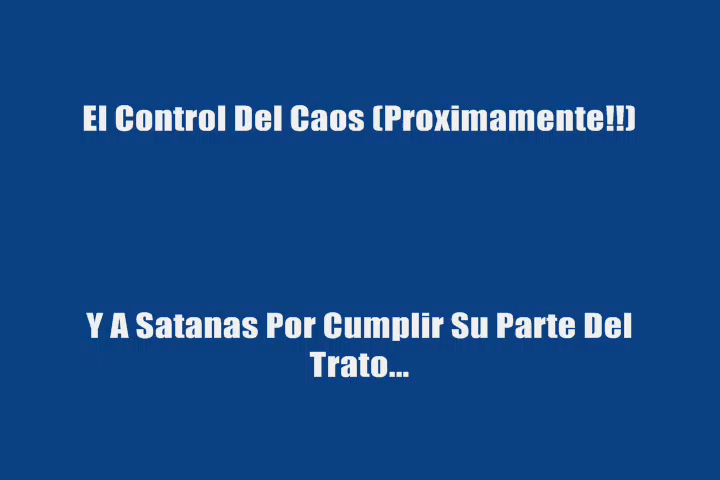 El Control Del Caos (Proximamente!!)
Y A Satanas Por Cumplir Su Parte Del
Trato...